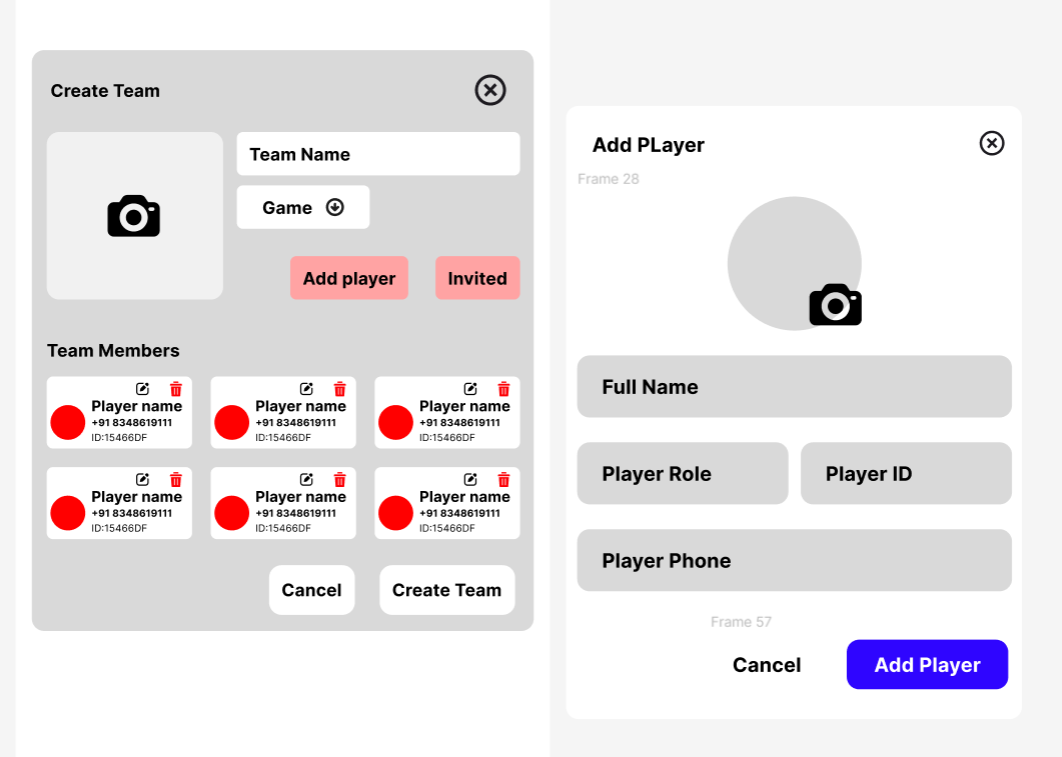 Create Team
Team Name
Game
Add player Invited
Team Members
Player name Player name Player name
+91 8348619111 +91 8348619111 +91 8348619111
ID:15466DF ID:15466DF ID:15466DF
Player name Player name Player name
+91 8348619111 +91 8348619111 +91 8348619111
ID:15466DF ID:15466DF ID:15466DF
Cancel Create Team
Add PLayer
Frame 28
Full Name
Player Role Player ID
Player Phone
Frame 57
Cancel Add Player